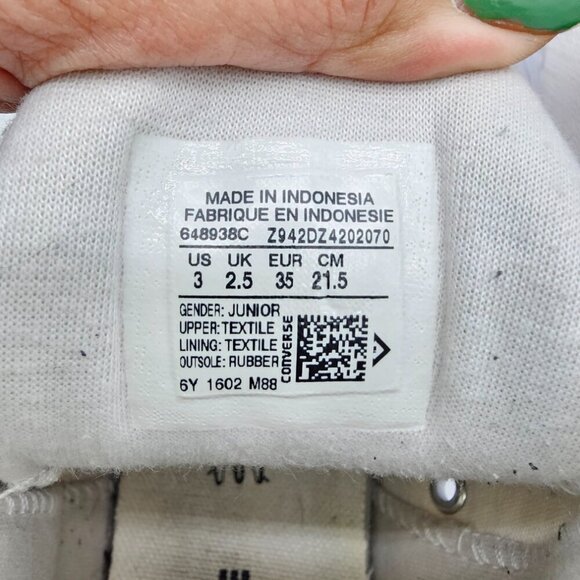 MADE IN INDONESIA
FABRIQUE EN INDONESIE
648938C Z942DZ4202070
US UK EUR CM
3 2.5 35 21.5
GENDER: JUNIOR
UPPER: TEXTILE
LINING: TEXTILE
OUTSOLE: RUBBER
6Y 1602 M88
CONVERSE